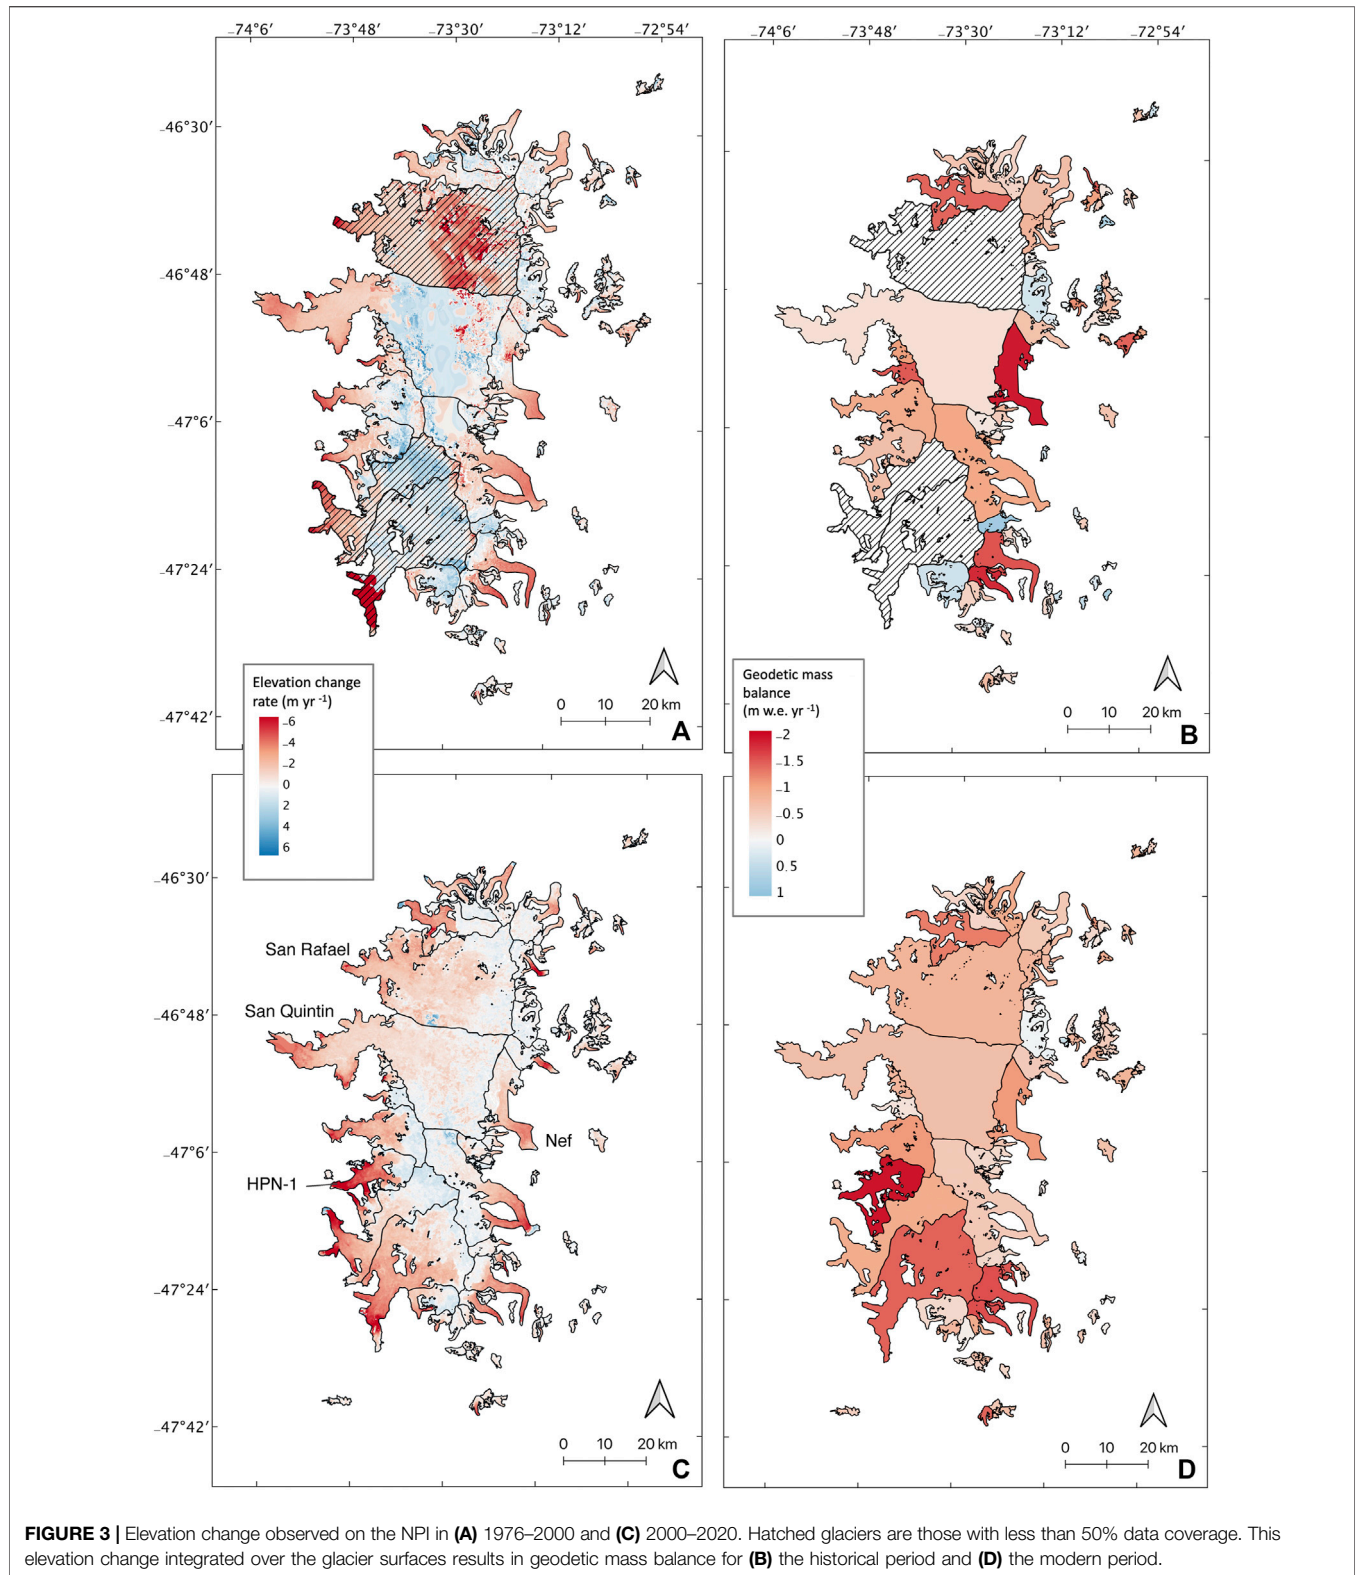 −74°6′ −73°48′ −73°30′ −73°12′ −72°54′
−74°6′ −73°48′ −73°30′ −73°12′ −72°54′
−46°30′
−46°48′
−47°6′
−47°24′
−47°42′
Elevation change
rate (m yr -1)
−6
−4
−2
0
2
4
6
0 10 20 km
A
Geodetic mass
balance
(m w.e. yr -1)
−2
−1.5
−1
−0.5
0
0.5
1
0 10 20 km
B
−46°30′
San Rafael
San Quintin
−46°48′
Nef
−47°6′
HPN-1
−47°24′
−47°42′
0 10 20 km
C
0 10 20 km
D
FIGURE 3 | Elevation change observed on the NPI in (A) 1976–2000 and (C) 2000–2020. Hatched glaciers are those with less than 50% data coverage. This
elevation change integrated over the glacier surfaces results in geodetic mass balance for (B) the historical period and (D) the modern period.